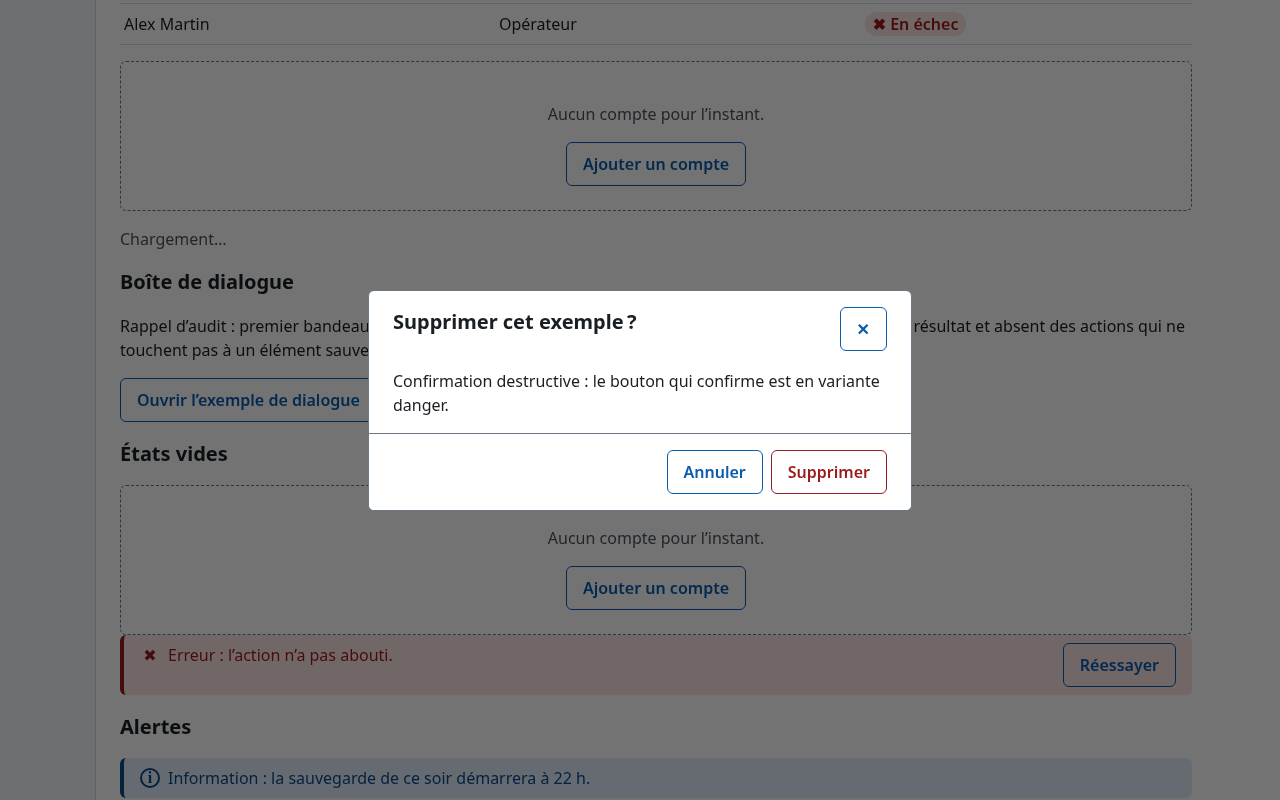 Alex Martin Opérateur ✖ En échec
Aucun compte pour l’instant.
Ajouter un compte
Chargement…
Boîte de dialogue
Rappel d’audit : premier bandeau
résultat et absent des actions qui ne
touchent pas à un élément sauve
Ouvrir l’exemple de dialogue
Supprimer cet exemple ?
×
Confirmation destructive : le bouton qui confirme est en variante
danger.
Annuler Supprimer
États vides
Aucun compte pour l’instant.
Ajouter un compte
✖ Erreur : l’action n’a pas abouti.
Réessayer
Alertes
Information : la sauvegarde de ce soir démarrera à 22 h.